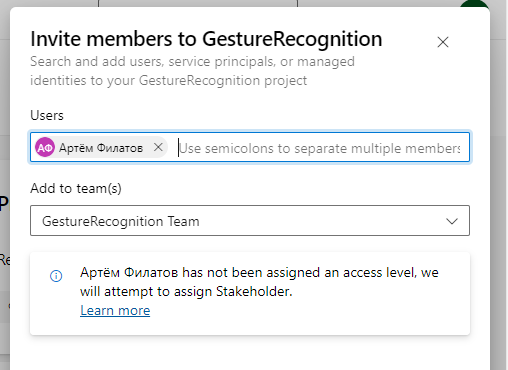 Invite members to GestureRecognition
Search and add users, service principals, or managed
identities to your GestureRecognition project
Users
АФ Артём Филатов Use semicolons to separate multiple members
Add to team(s)
GestureRecognition Team
Артём Филатов has not been assigned an access level, we
will attempt to assign Stakeholder.
Learn more
P
Re